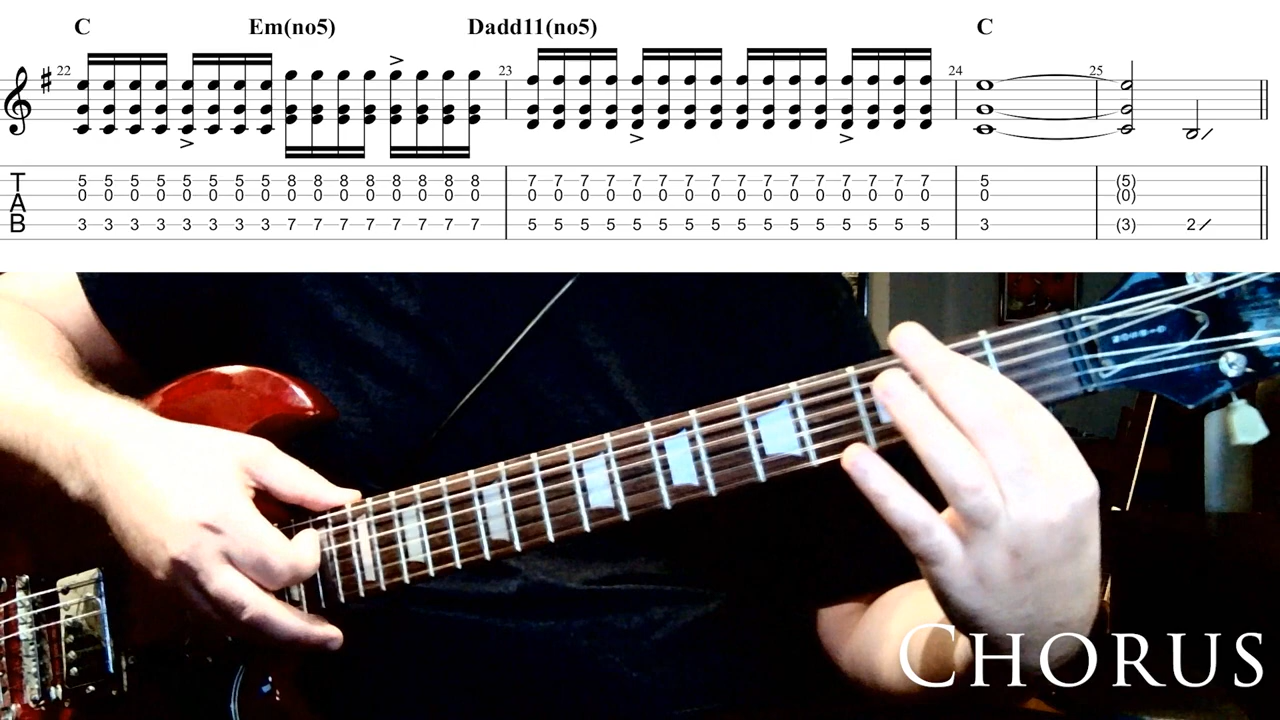 C Em(no5) Dadd11(no5) C
22 > 23 24 25
> > >
T 5 5 5 5 5 5 5 5 8 8 8 8 8 8 8 8 7 7 7 7 7 7 7 7 7 7 7 7 7 7 7 7 5 (5)
A 0 0 0 0 0 0 0 0 0 0 0 0 0 0 0 0 0 0 0 0 0 0 0 0 0 0 0 0 0 0 0 0 0 (0)
B 3 3 3 3 3 3 3 3 7 7 7 7 7 7 7 7 5 5 5 5 5 5 5 5 5 5 5 5 5 5 5 5 3 (3) 2
CHORUS